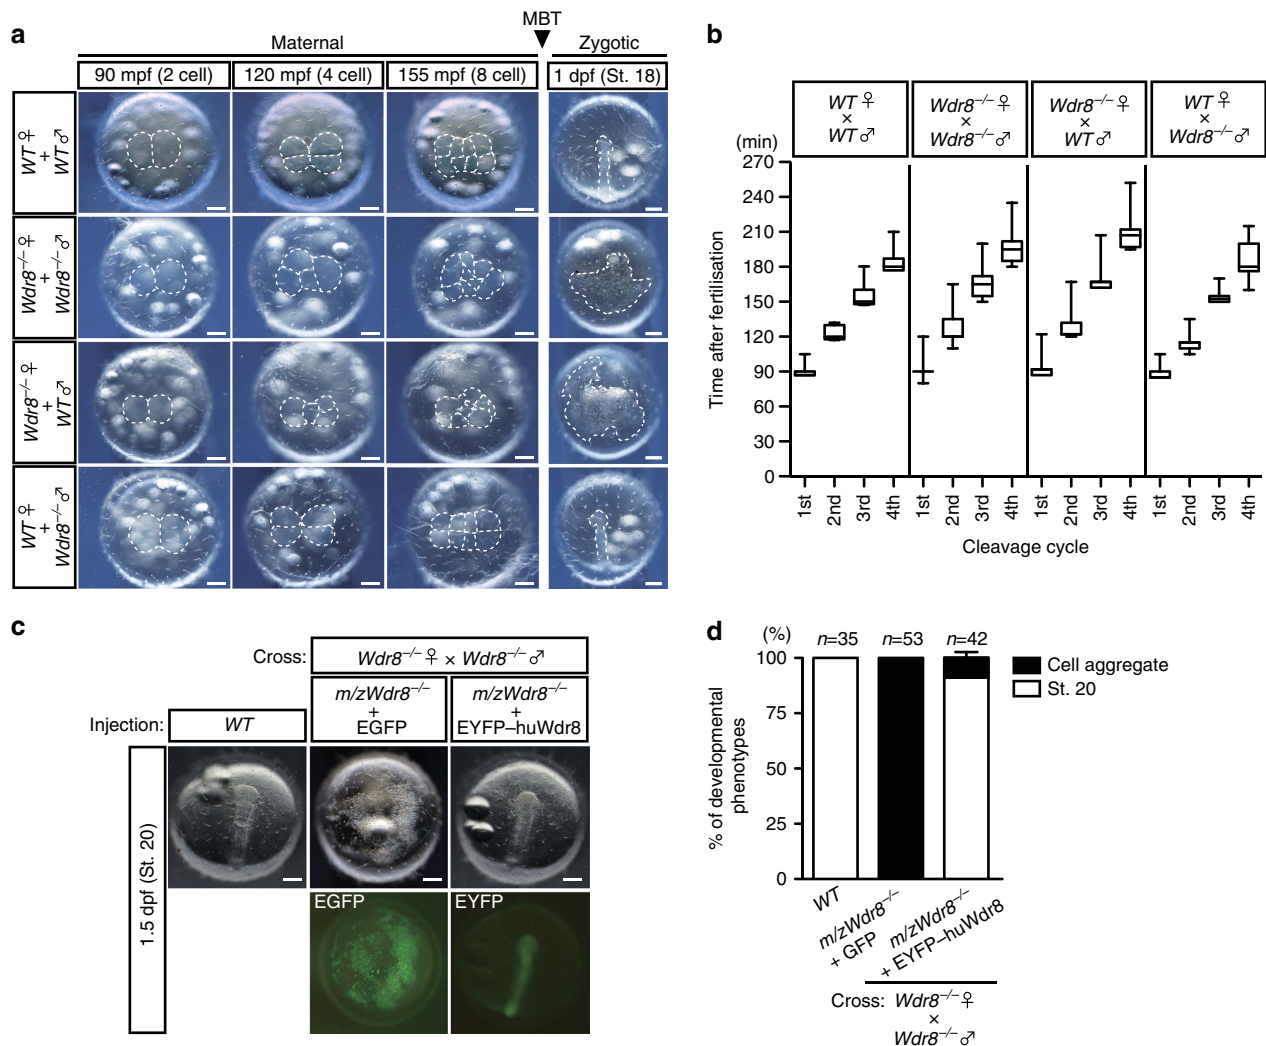 a
MBT
Maternal
Zygotic
90 mpf (2 cell)
120 mpf (4 cell)
155 mpf (8 cell)
1 dpf (St. 18)
WT♀
+
WT♂
Wdr8–/–♀
+
Wdr8–/–♂
Wdr8–/–♀
+
WT♂
WT♀
+
Wdr8–/–♂
b
WT♀
×
WT♂
Wdr8–/–♀
×
Wdr8–/–♂
Wdr8–/–♀
×
WT♂
WT♀
×
Wdr8–/–♂
(min)
270
240
210
180
150
120
90
60
30
0
Time after fertilisation
1st
2nd
3rd
4th
1st
2nd
3rd
4th
1st
2nd
3rd
4th
1st
2nd
3rd
4th
Cleavage cycle
c
Cross:
Wdr8–/–♀ × Wdr8–/–♂
Injection:
WT
m/zWdr8–/–
+
EGFP
m/zWdr8–/–
+
EYFP–huWdr8
1.5 dpf (St. 20)
EGFP
EYFP
d
(%)
n=35
n=53
n=42
100
75
50
25
0
% of developmental
phenotypes
Cell aggregate
St. 20
WT
m/zWdr8–/–
+ GFP
m/zWdr8–/–
+ EYFP–huWdr8
Cross: Wdr8–/–♀
×
Wdr8–/–♂